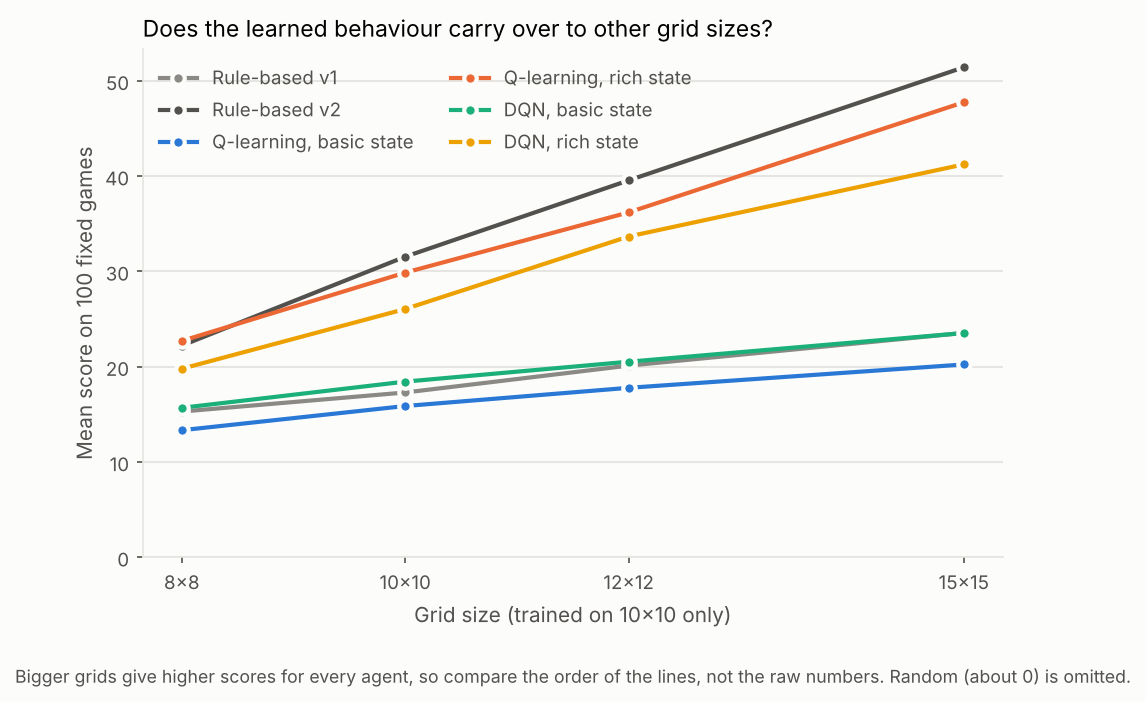 Does the learned behaviour carry over to other grid sizes?
Rule-based v1
Rule-based v2
Q-learning, basic state
Q-learning, rich state
DQN, basic state
DQN, rich state
Mean score on 100 fixed games
50
40
30
20
10
0
8×8
10×10
12×12
15×15
Grid size (trained on 10×10 only)
Bigger grids give higher scores for every agent, so compare the order of the lines, not the raw numbers. Random (about 0) is omitted.